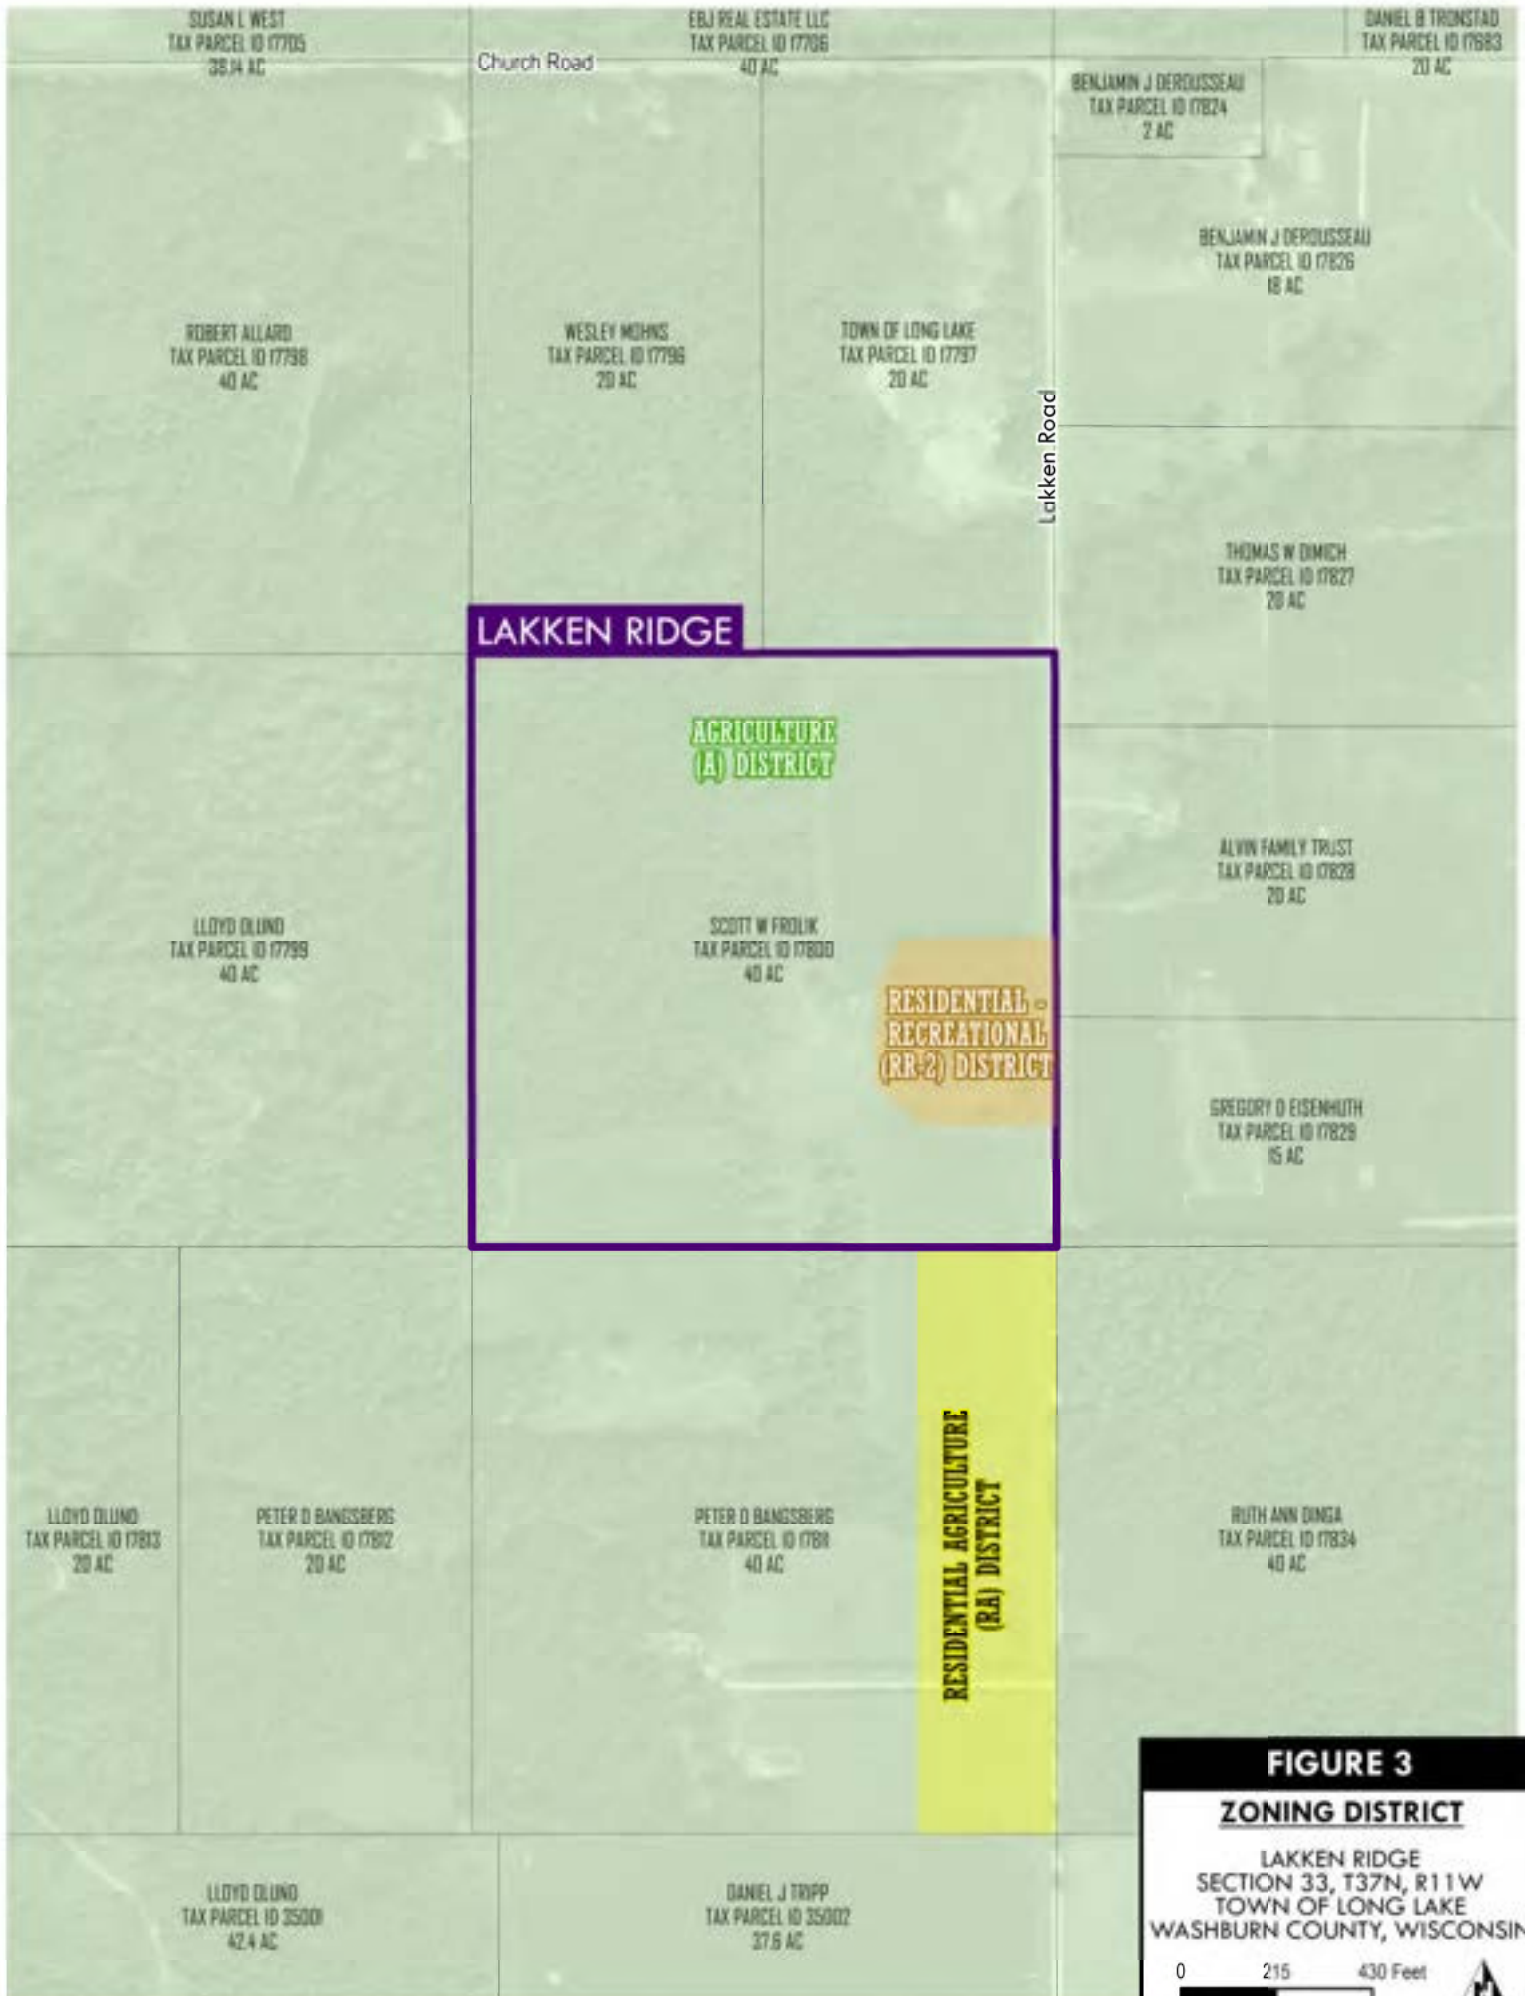 SUSAN L WEST
TAX PARCEL ID 17705
38.14 AC
EBJ REAL ESTATE LLC
TAX PARCEL ID 17706
40 AC
DANIEL B TRONSTAD
TAX PARCEL ID 17683
20 AC
Church Road
BENJAMIN J DEROUSSEAU
TAX PARCEL ID 17824
2 AC
BENJAMIN J DEROUSSEAU
TAX PARCEL ID 17826
18 AC
ROBERT ALLARD
TAX PARCEL ID 17798
40 AC
WESLEY MOHNS
TAX PARCEL ID 17796
20 AC
TOWN OF LONG LAKE
TAX PARCEL ID 17797
20 AC
Lakken Road
THOMAS W DIMICH
TAX PARCEL ID 17827
20 AC
LAKKEN RIDGE
AGRICULTURE
(A) DISTRICT
ALVIN FAMILY TRUST
TAX PARCEL ID 17828
20 AC
LLOYD OLUND
TAX PARCEL ID 17799
40 AC
SCOTT W FROLIK
TAX PARCEL ID 17800
40 AC
RESIDENTIAL -
RECREATIONAL
(RR-2) DISTRICT
GREGORY D EISENHUTH
TAX PARCEL ID 17829
15 AC
LLOYD OLUND
TAX PARCEL ID 17813
20 AC
PETER D BANGSBERG
TAX PARCEL ID 17812
20 AC
PETER D BANGSBERG
TAX PARCEL ID 17811
40 AC
RESIDENTIAL AGRICULTURE
(RA) DISTRICT
RUTH ANN DINGA
TAX PARCEL ID 17834
40 AC
LLOYD OLUND
TAX PARCEL ID 35001
42.4 AC
DANIEL J TRIPP
TAX PARCEL ID 35002
37.6 AC
FIGURE 3
ZONING DISTRICT
LAKKEN RIDGE
SECTION 33, T37N, R11W
TOWN OF LONG LAKE
WASHBURN COUNTY, WISCONSIN
0 215 430 Feet